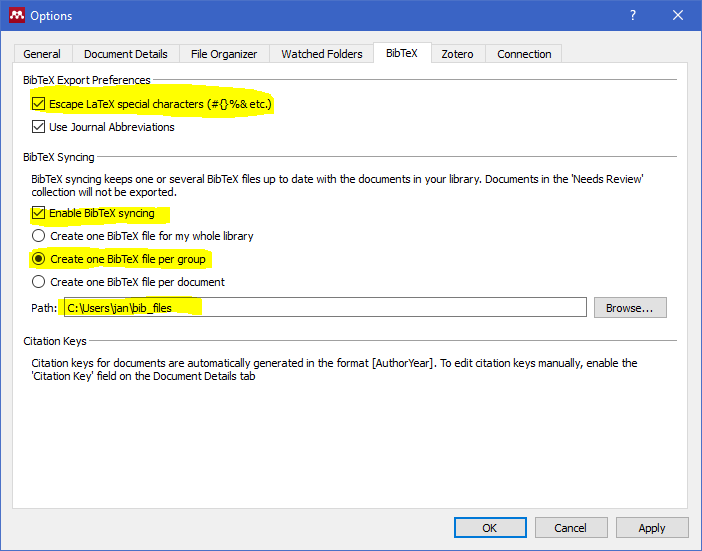 Options
?
General
Document Details
File Organizer
Watched Folders
BibTeX
Zotero
Connection
BibTeX Export Preferences
Escape LaTeX special characters (#{}%& etc.)
Use Journal Abbreviations
BibTeX Syncing
BibTeX syncing keeps one or several BibTeX files up to date with the documents in your library. Documents in the 'Needs Review'
collection will not be exported.
Enable BibTeX syncing
Create one BibTeX file for my whole library
Create one BibTeX file per group
Create one BibTeX file per document
Path: C:\Users\jan\bib_files Browse...
Citation Keys
Citation keys for documents are automatically generated in the format [AuthorYear]. To edit citation keys manually, enable the
'Citation Key' field on the Document Details tab
OK Cancel Apply